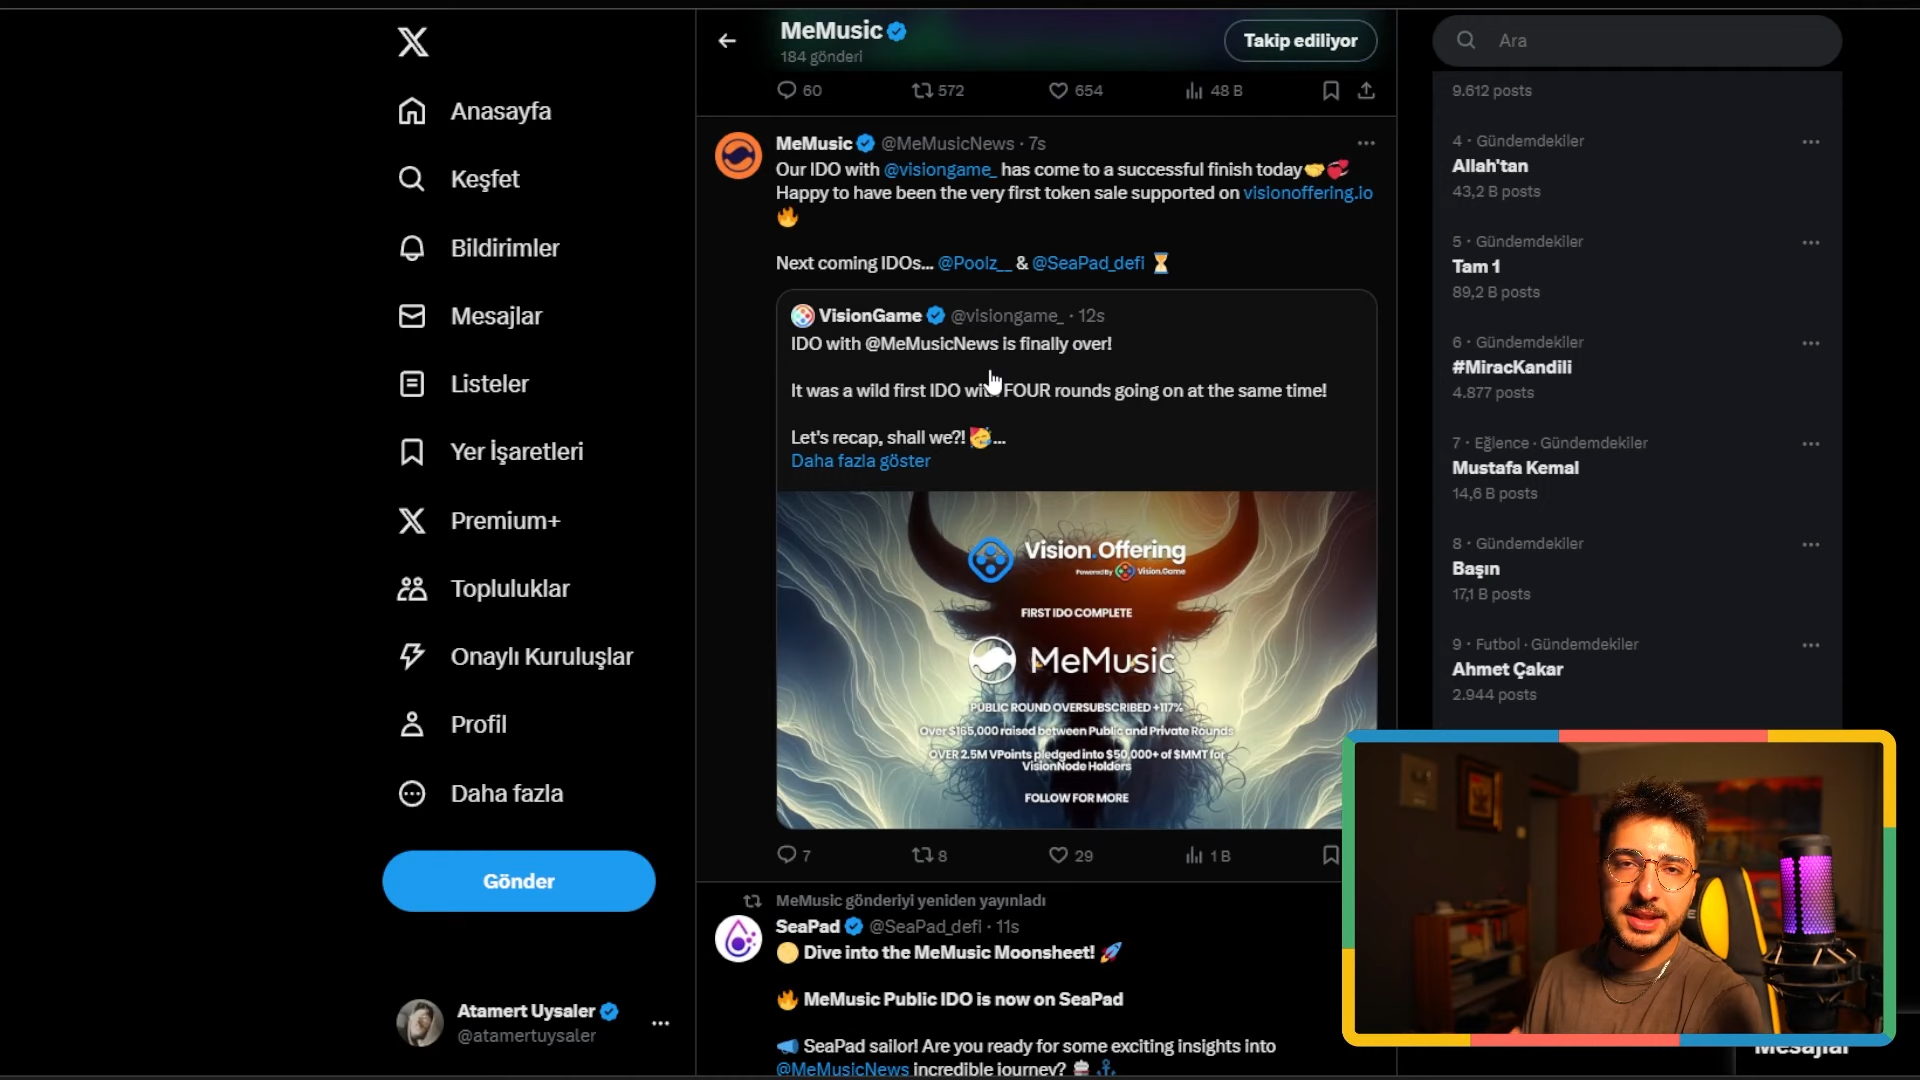 Anasayfa
Keşfet
Bildirimler
Mesajlar
Listeler
Yer İşaretleri
Premium+
Topluluklar
Onaylı Kuruluşlar
Profil
Daha fazla
Gönder
Atamert Uysaler
@atamertuysaler
MeMusic
184 gönderi
Takip ediliyor
60 572 654 48 B
MeMusic @MeMusicNews · 7s
Our IDO with @visiongame_ has come to a successful finish today🤝💞
Happy to have been the very first token sale supported on visionoffering.io
🔥
Next coming IDOs... @Poolz__ & @SeaPad_defi ⏳
VisionGame @visiongame_ · 12s
IDO with @MeMusicNews is finally over!
It was a wild first IDO with FOUR rounds going on at the same time!
Let's recap, shall we?! 🥳...
Daha fazla göster
Vision.Offering
Powered By Vision.Game
FIRST IDO COMPLETE
MeMusic
PUBLIC ROUND OVERSUBSCRIBED +117%
Over $165,000 raised between Public and Private Rounds
OVER 2.5M VPoints pledged into $50,000+ of $MMT for
VisionNode Holders
FOLLOW FOR MORE
7 8 29 1 B
MeMusic gönderiyi yeniden yayınladı
SeaPad @SeaPad_defi · 11s
🟡 Dive into the MeMusic Moonsheet! 🚀
🔥 MeMusic Public IDO is now on SeaPad
📣 SeaPad sailor! Are you ready for some exciting insights into
@MeMusicNews incredible journey?
Ara
9.612 posts
4 · Gündemdekiler
Allah'tan
43,2 B posts
5 · Gündemdekiler
Tam 1
89,2 B posts
6 · Gündemdekiler
#MiracKandili
4.877 posts
7 · Eğlence · Gündemdekiler
Mustafa Kemal
14,6 B posts
8 · Gündemdekiler
Başın
17,1 B posts
9 · Futbol · Gündemdekiler
Ahmet Çakar
2.944 posts
Mesajlar